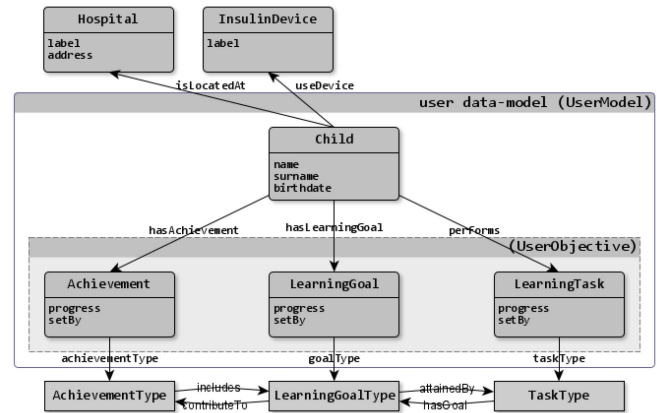 Hospital
label
address
InsulinDevice
label
isLocatedAt
useDevice
user data-model (UserModel)
Child
name
surname
birthdate
hasAchievement
hasLearningGoal
performs
(UserObjective)
Achievement
progress
setBy
LearningGoal
progress
setBy
LearningTask
progress
setBy
achievementType
goalType
taskType
AchievementType
includes
contributeTo
LearningGoalType
attainedBy
hasGoal
TaskType